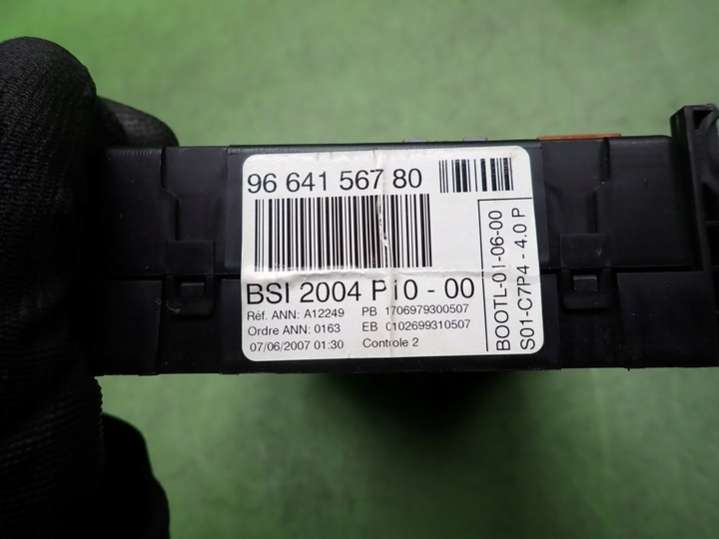 96 641 567 80
BSI 2004 P10 - 00
Réf. ANN: A12249 PB 1706979300507
Ordre ANN: 0163 EB 0102699310507
07/06/2007 01:30 Controle 2
BOOTL-01-06-00
S01-C7P4 - 4.0 P